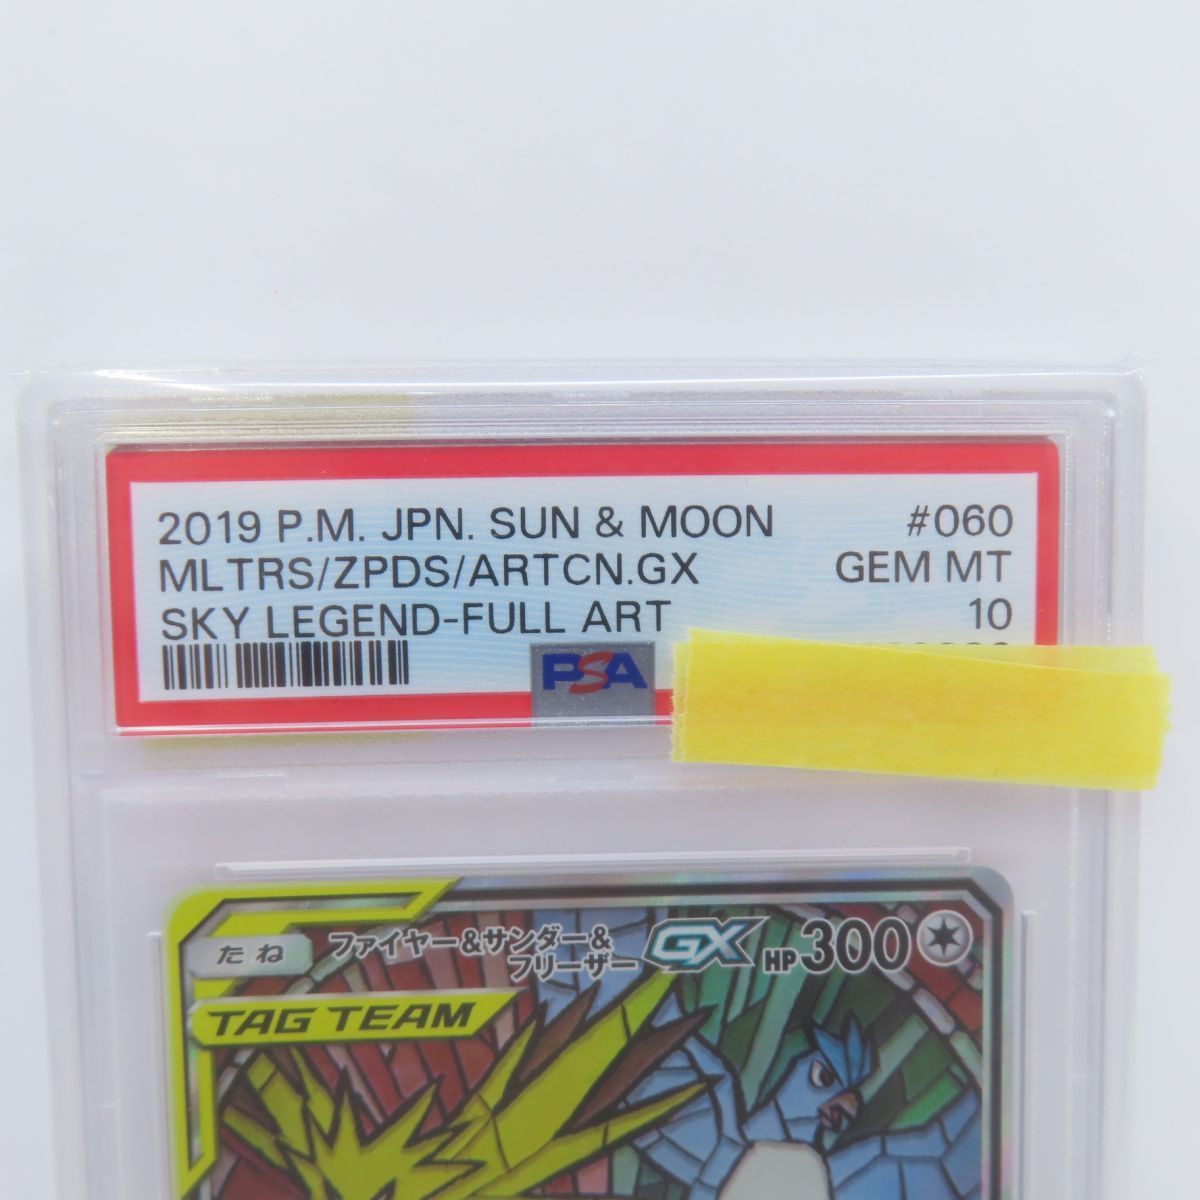 2019 P.M. JPN. SUN & MOON #060
MLTRS/ZPDS/ARTCN.GX GEM MT
SKY LEGEND-FULL ART 10
PSA
たね ファイヤー&サンダー&
フリーザー GX HP300
TAG TEAM